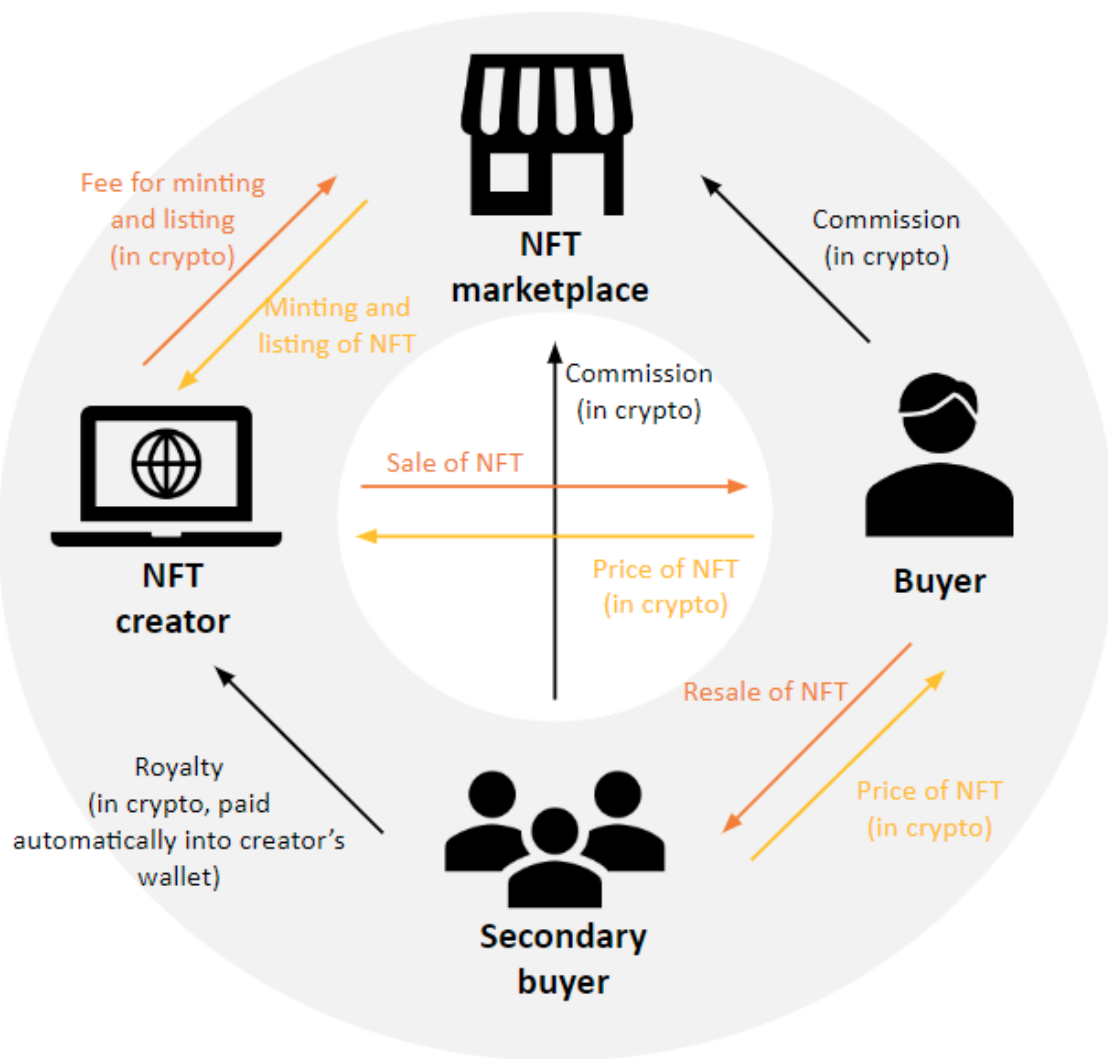 Fee for minting
and listing
(in crypto)
NFT
marketplace
Commission
(in crypto)
Minting and
listing of NFT
Commission
(in crypto)
Sale of NFT
Price of NFT
(in crypto)
NFT
creator
Buyer
Resale of NFT
Royalty
(in crypto, paid
automatically into creator’s
wallet)
Price of NFT
(in crypto)
Secondary
buyer